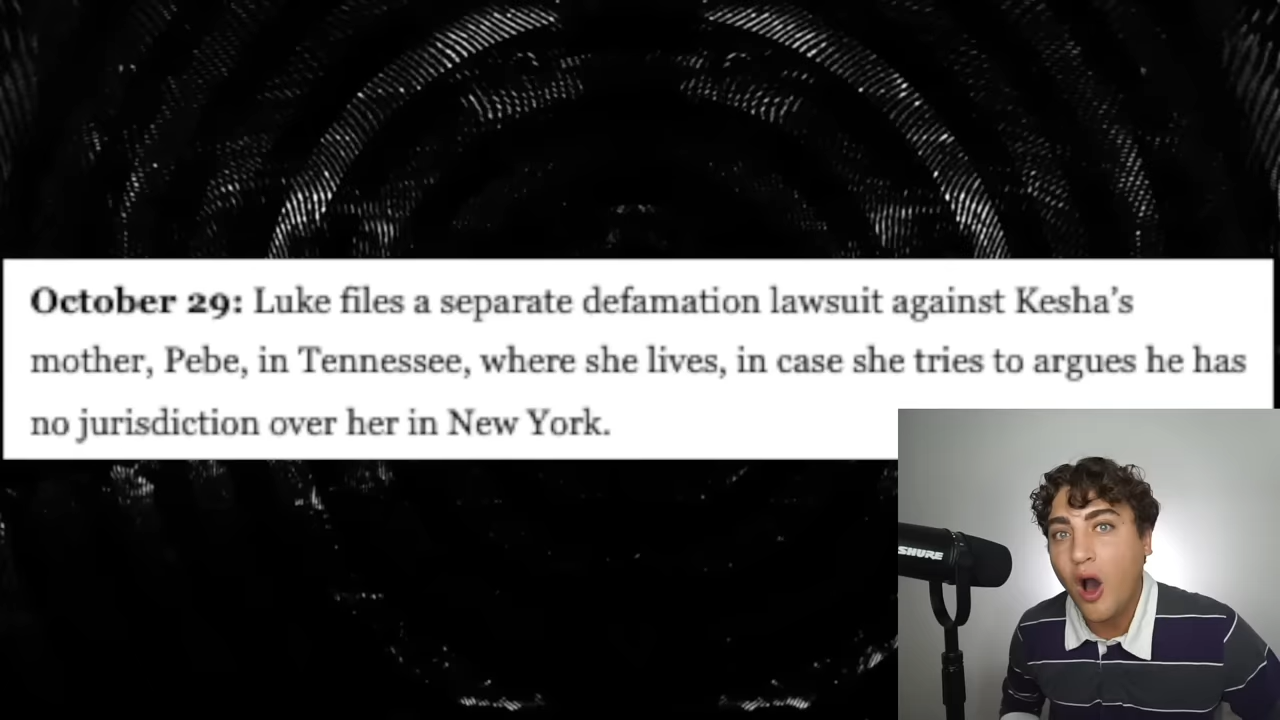 October 29: Luke files a separate defamation lawsuit against Kesha’s
mother, Pebe, in Tennessee, where she lives, in case she tries to argues he has
no jurisdiction over her in New York.
SHURE